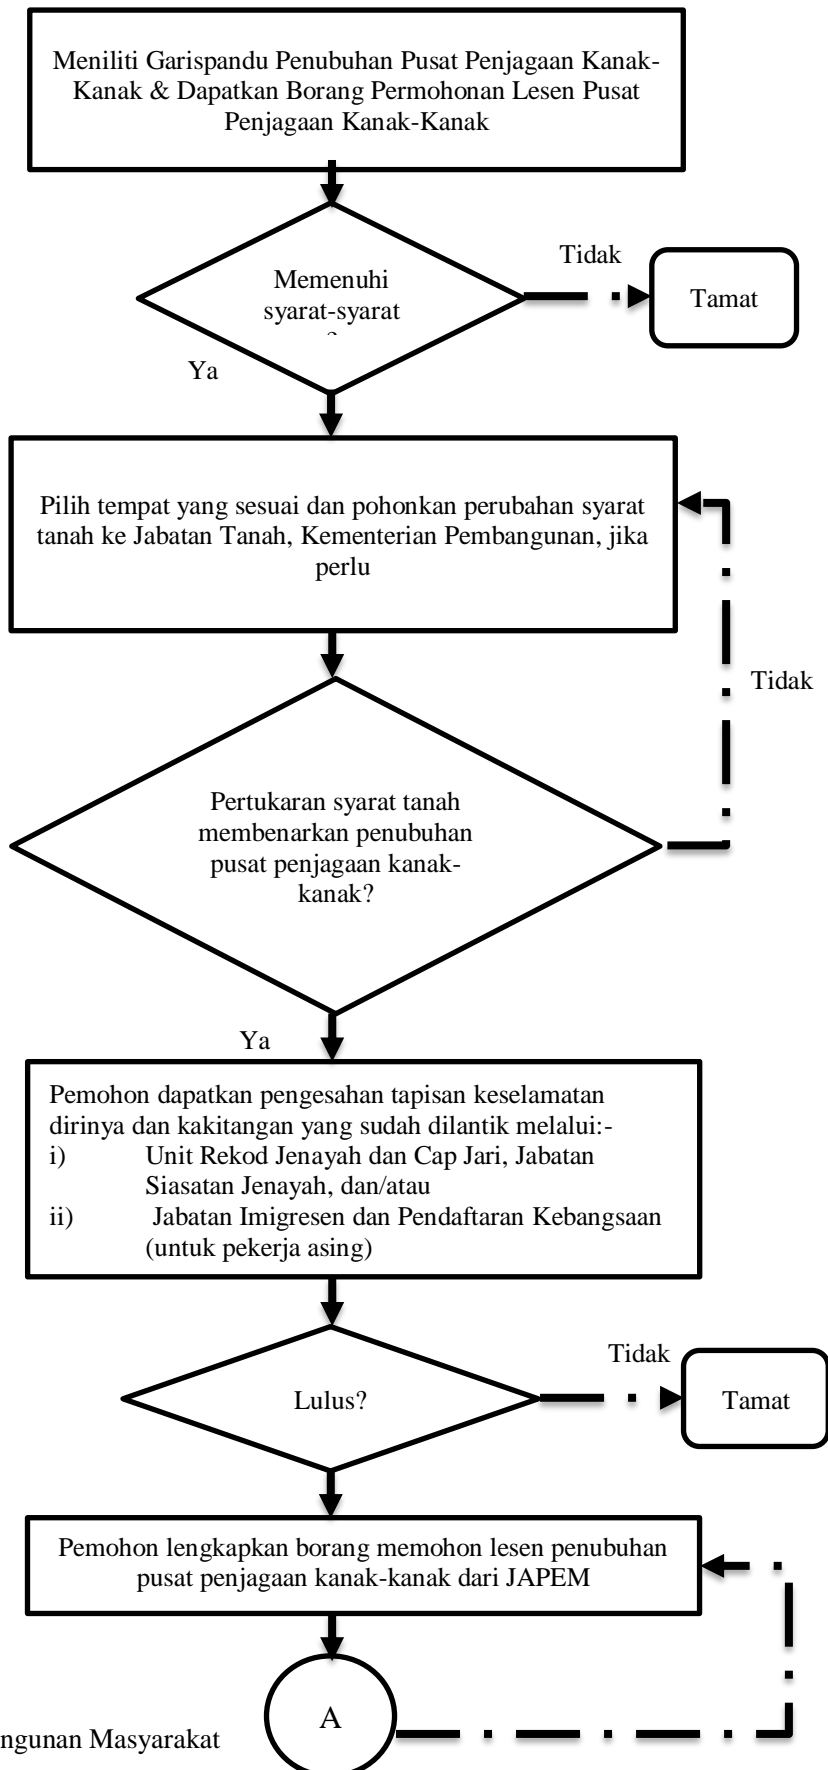 Meniliti Garispandu Penubuhan Pusat Penjagaan Kanak-
Kanak & Dapatkan Borang Permohonan Lesen Pusat
Penjagaan Kanak-Kanak
Tidak
Memenuhi
syarat-syarat
Tamat
Ya
Pilih tempat yang sesuai dan pohonkan perubahan syarat
tanah ke Jabatan Tanah, Kementerian Pembangunan, jika
perlu
Tidak
Pertukaran syarat tanah
membenarkan penubuhan
pusat penjagaan kanak-
kanak?
Ya
Pemohon dapatkan pengesahan tapisan keselamatan
dirinya dan kakitangan yang sudah dilantik melalui:-
i) Unit Rekod Jenayah dan Cap Jari, Jabatan
Siasatan Jenayah, dan/atau
ii) Jabatan Imigresen dan Pendaftaran Kebangsaan
(untuk pekerja asing)
Tidak
Lulus?
Tamat
Pemohon lengkapkan borang memohon lesen penubuhan
pusat penjagaan kanak-kanak dari JAPEM
A
ngunan Masyarakat